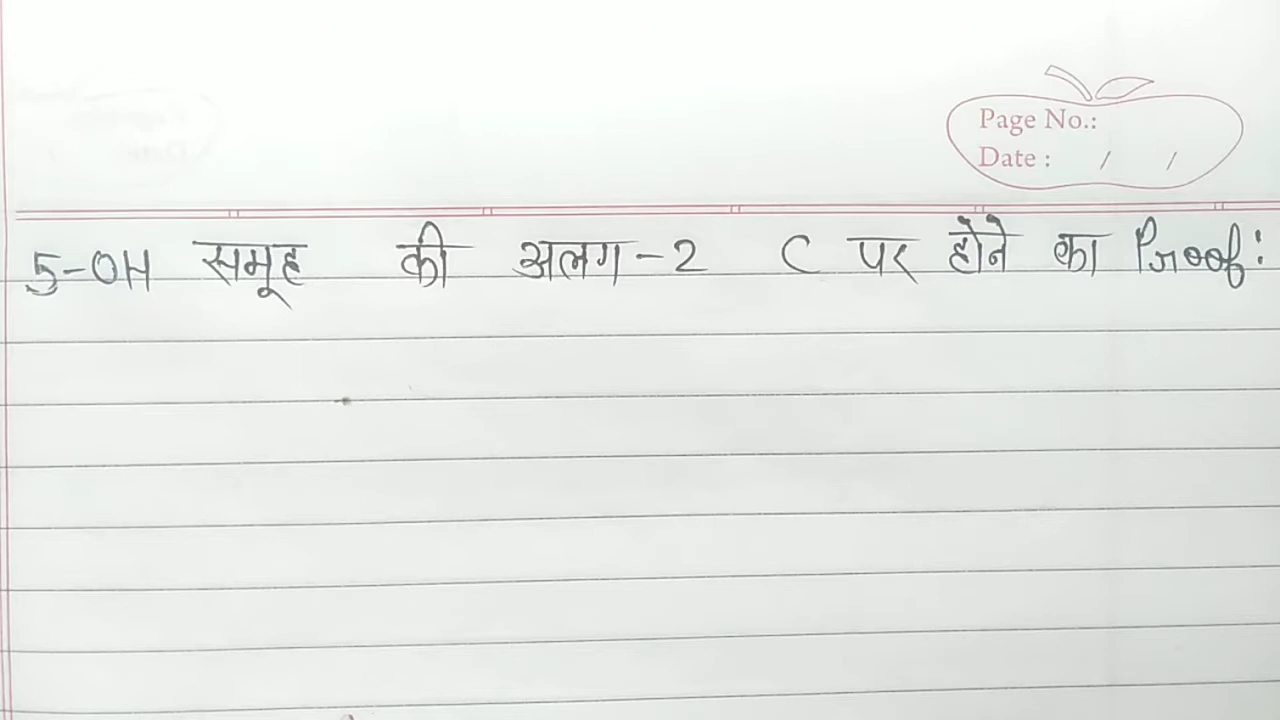 Page No.:
Date : / /
5-OH समूह की अलग-2 C पर होने का Proof: